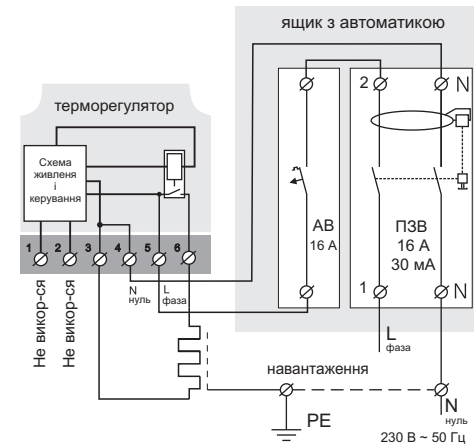 ящик з автоматикою
терморегулятор
Схема
живленя
і
керування
1 2 3 4 5 6
Не викор-ся
Не викор-ся
N
нуль
L
фаза
АВ
16 А
2
N
ПЗВ
16 А
30 мА
1
N
L
фаза
навантаження
PE
N
нуль
230 В ~ 50 Гц